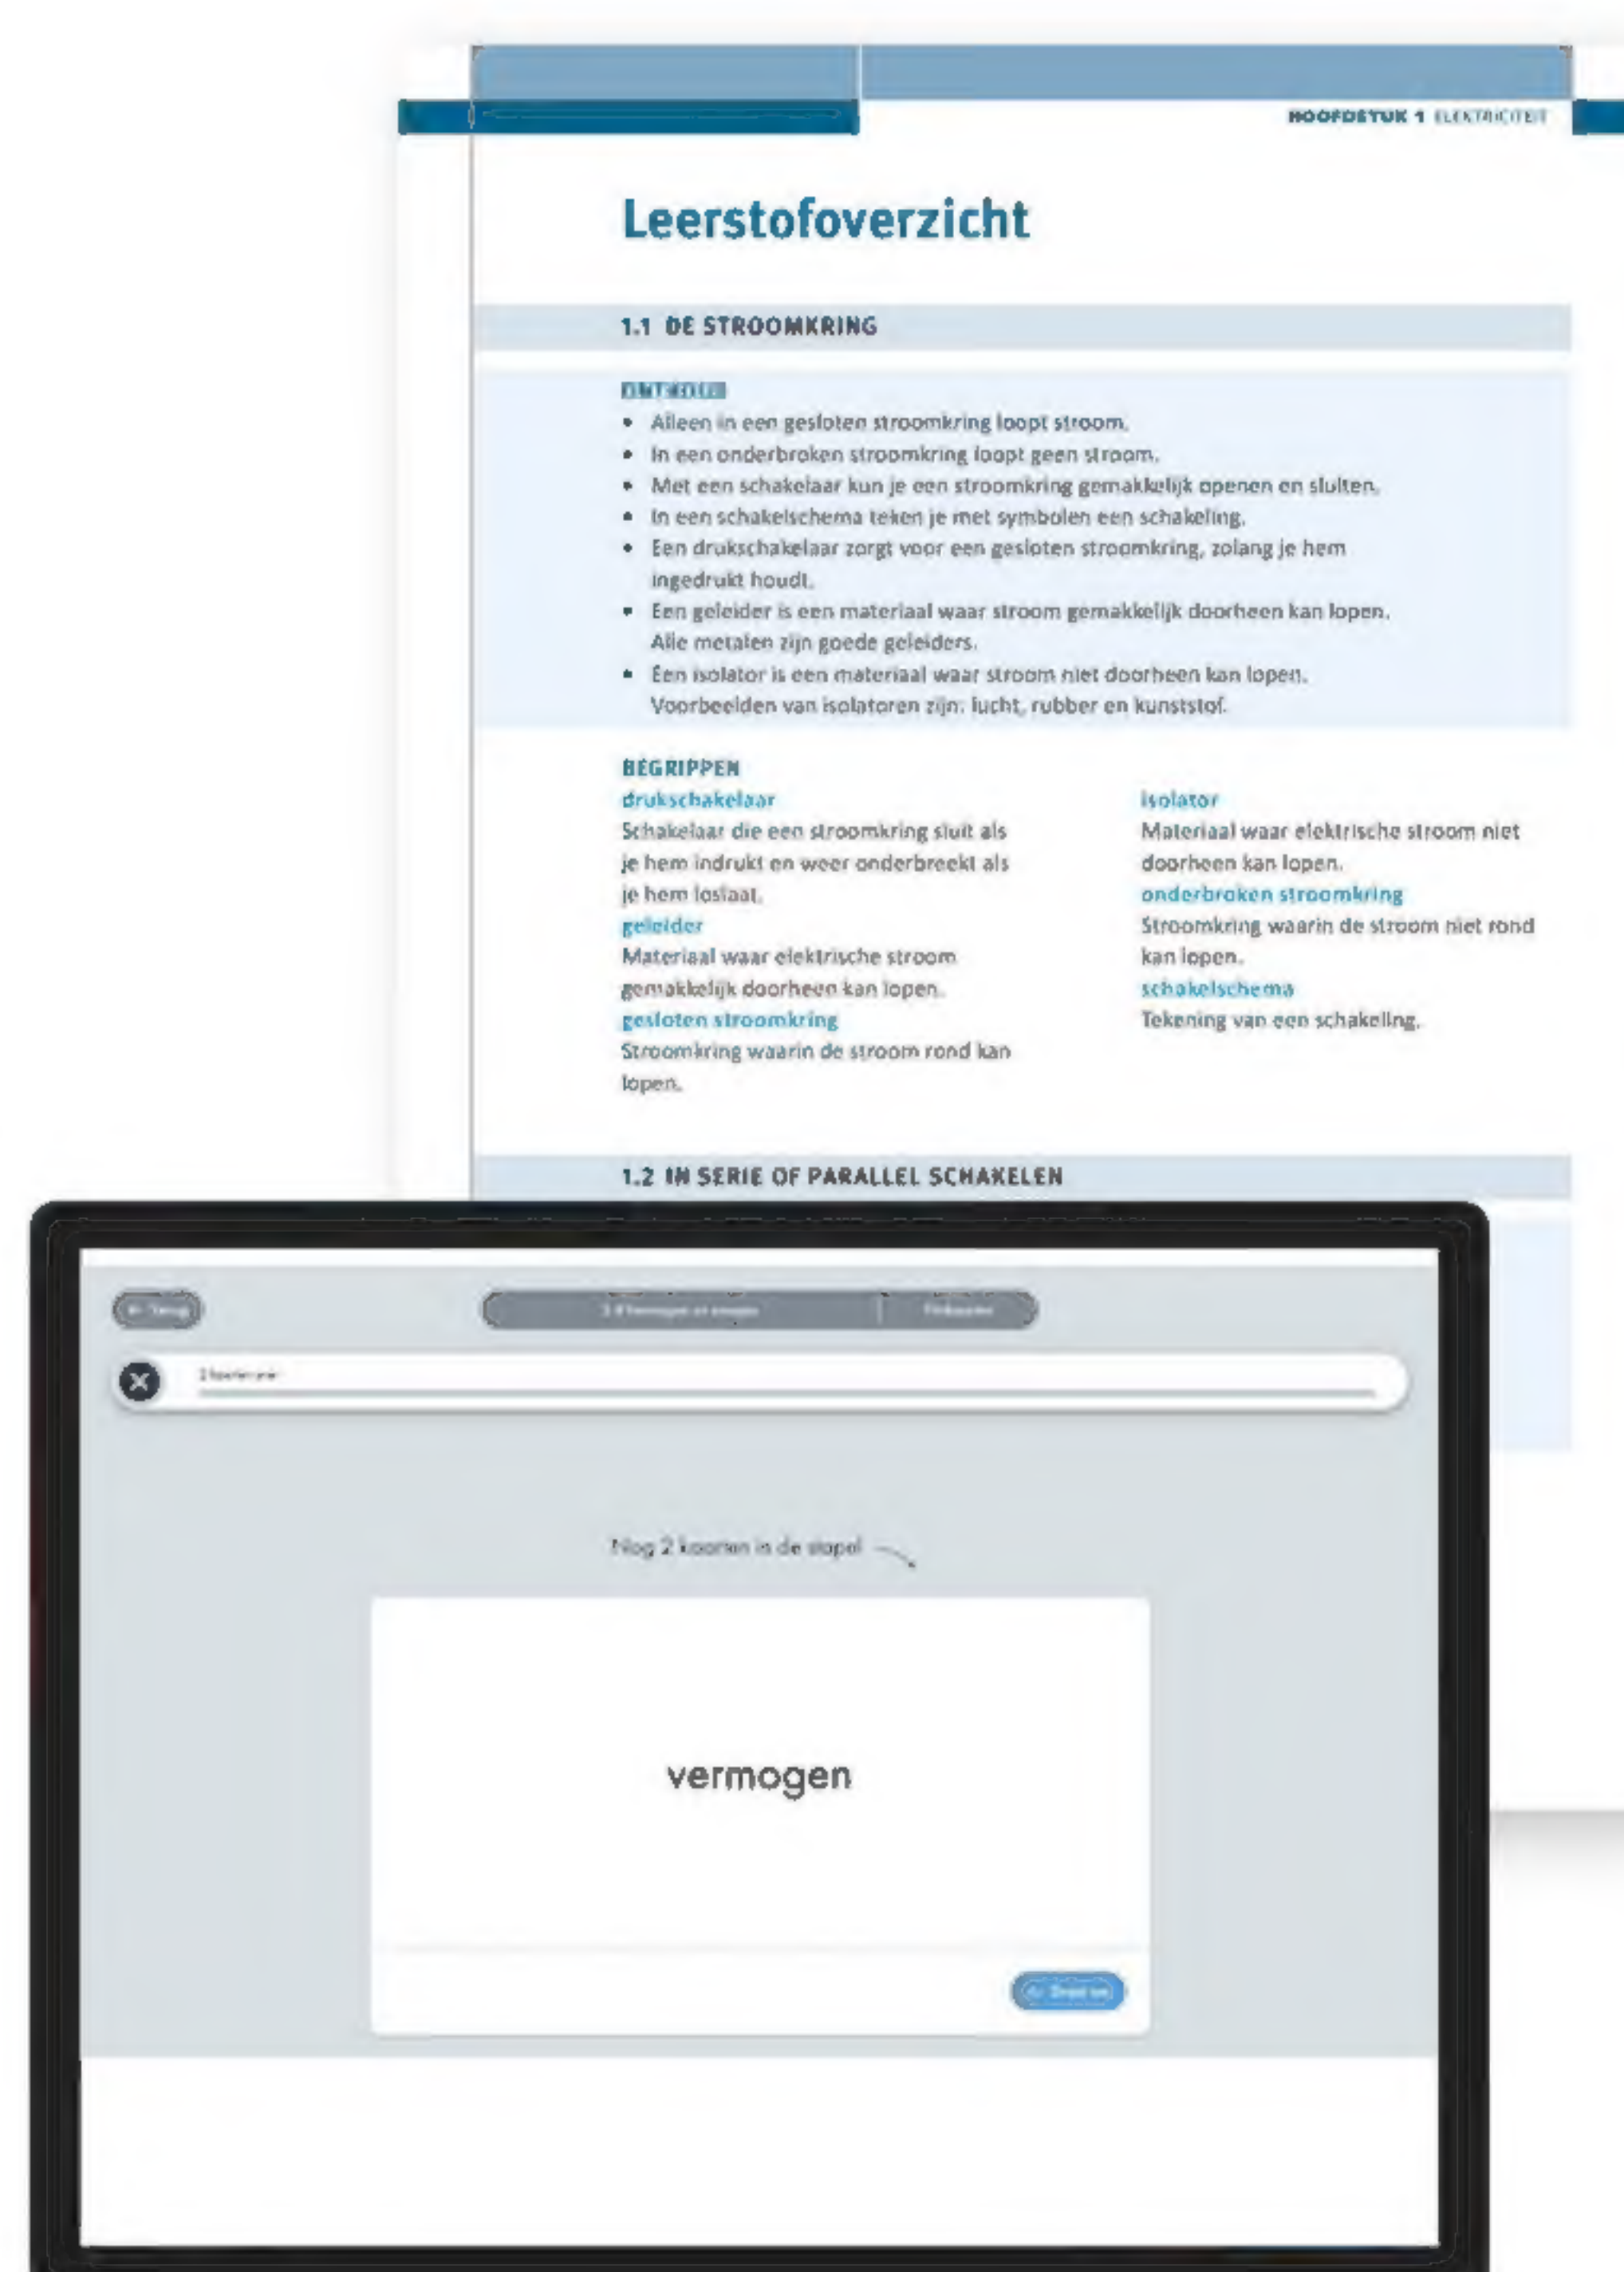 HOOFDSTUK 1 ELEKTRICITEIT
Leerstofoverzicht
1.1 DE STROOMKRING
ONTHOUD
• Alleen in een gesloten stroomkring loopt stroom.
• In een onderbroken stroomkring loopt geen stroom.
• Met een schakelaar kun je een stroomkring gemakkelijk openen en sluiten.
• In een schakelschema teken je met symbolen een schakeling.
• Een drukschakelaar zorgt voor een gesloten stroomkring, zolang je hem
ingedrukt houdt.
• Een geleider is een materiaal waar stroom gemakkelijk doorheen kan lopen.
Alle metalen zijn goede geleiders.
• Een isolator is een materiaal waar stroom niet doorheen kan lopen.
Voorbeelden van isolatoren zijn: lucht, rubber en kunststof.
BEGRIPPEN
drukschakelaar
Schakelaar die een stroomkring sluit als
je hem indrukt en weer onderbreekt als
je hem loslaat.
geleider
Materiaal waar elektrische stroom
gemakkelijk doorheen kan lopen.
gesloten stroomkring
Stroomkring waarin de stroom rond kan
lopen.
isolator
Materiaal waar elektrische stroom niet
doorheen kan lopen.
onderbroken stroomkring
Stroomkring waarin de stroom niet rond
kan lopen.
schakelschema
Tekening van een schakeling.
1.2 IN SERIE OF PARALLEL SCHAKELEN
Terug
Nog 2 kaarten in de stapel
vermogen
Draai om